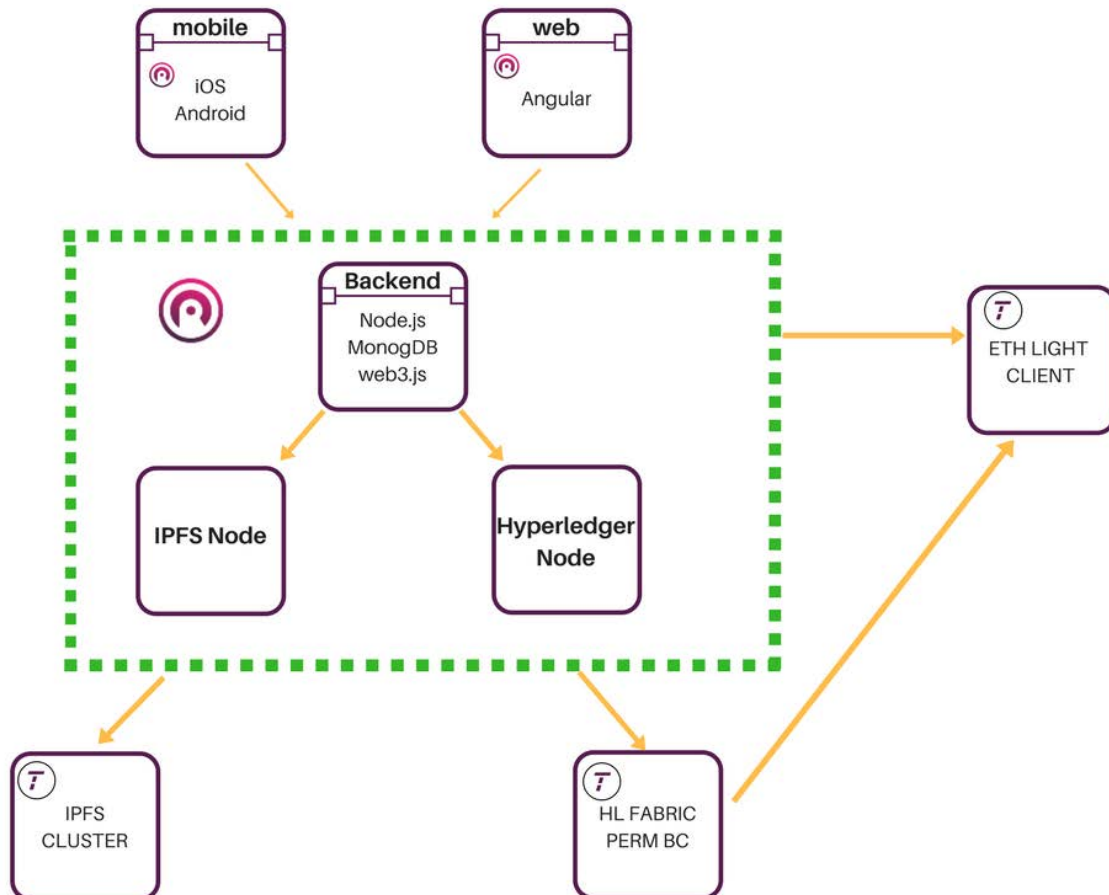 mobile
iOS
Android
web
Angular
Backend
Node.js
MonogDB
web3.js
IPFS Node
Hyperledger
Node
T
ETH LIGHT
CLIENT
T
IPFS
CLUSTER
T
HL FABRIC
PERM BC